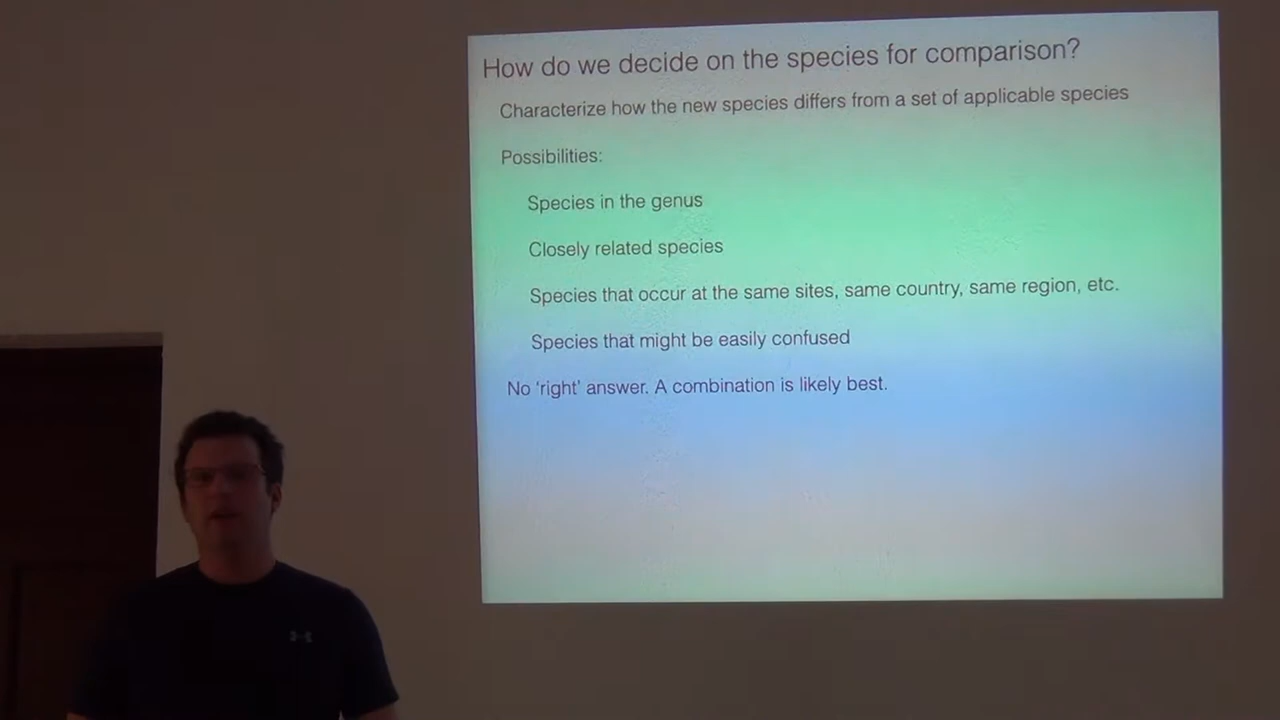 How do we decide on the species for comparison?
Characterize how the new species differs from a set of applicable species
Possibilities:
Species in the genus
Closely related species
Species that occur at the same sites, same country, same region, etc.
Species that might be easily confused
No ‘right’ answer. A combination is likely best.